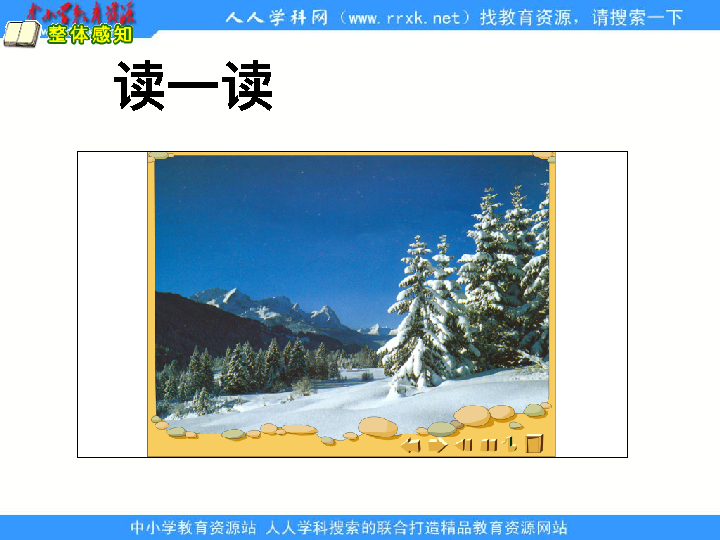 人人学科网（www.rrxk.net）找教育资源，请搜索一下
中小学教育资源
整体感知
读一读
中小学教育资源站 人人学科搜索的联合打造精品教育资源网站